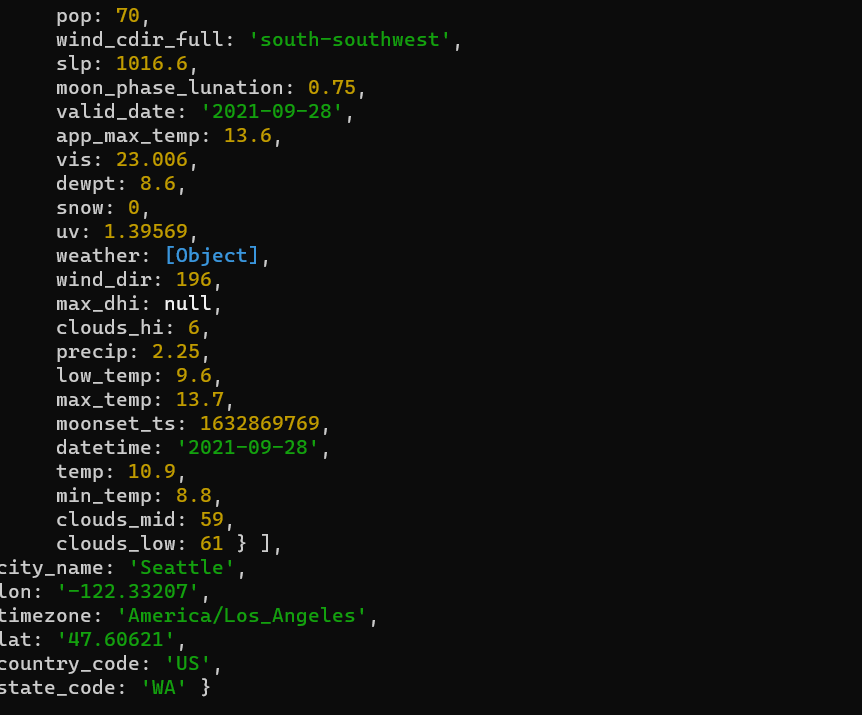 pop: 70,
wind_cdir_full: 'south-southwest',
slp: 1016.6,
moon_phase_lunation: 0.75,
valid_date: '2021-09-28',
app_max_temp: 13.6,
vis: 23.006,
dewpt: 8.6,
snow: 0,
uv: 1.39569,
weather: [Object],
wind_dir: 196,
max_dhi: null,
clouds_hi: 6,
precip: 2.25,
low_temp: 9.6,
max_temp: 13.7,
moonset_ts: 1632869769,
datetime: '2021-09-28',
temp: 10.9,
min_temp: 8.8,
clouds_mid: 59,
clouds_low: 61 } ],
city_name: 'Seattle',
lon: '-122.33207',
timezone: 'America/Los_Angeles',
lat: '47.60621',
country_code: 'US',
state_code: 'WA' }